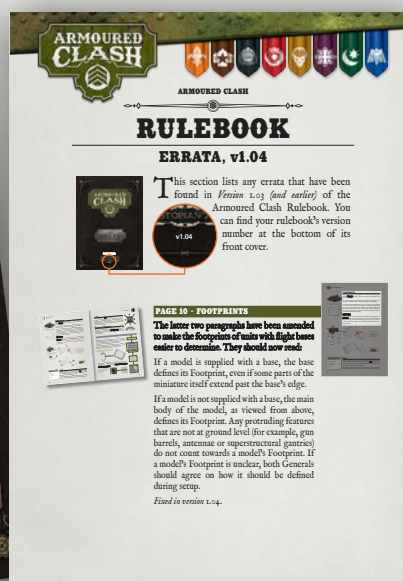 ARMOURED
CLASH
ARMOURED CLASH
RULEBOOK
ERRATA, v1.04
This section lists any errata that have been
found in Version 1.03 (and earlier) of the
Armoured Clash Rulebook. You
can find your rulebook's version
number at the bottom of its
front cover.
ARMOURED
CLASH
v1.04
PAGE 10 - FOOTPRINTS
The latter two paragraphs have been amended
to make the footprints of units with flight bases
easier to determine. They should now read:
If a model is supplied with a base, the base
defines its Footprint, even if some parts of the
miniature itself extend past the base's edge.
If a model is not supplied with a base, the main
body of the model, as viewed from above,
defines its Footprint. Any protruding features
that are not at ground level (for example, gun
barrels, antennae or superstructural gantries)
do not count towards a model's Footprint. If
a model's Footprint is unclear, both Generals
should agree on how it should be defined
during setup.
Fixed in version 1.04.